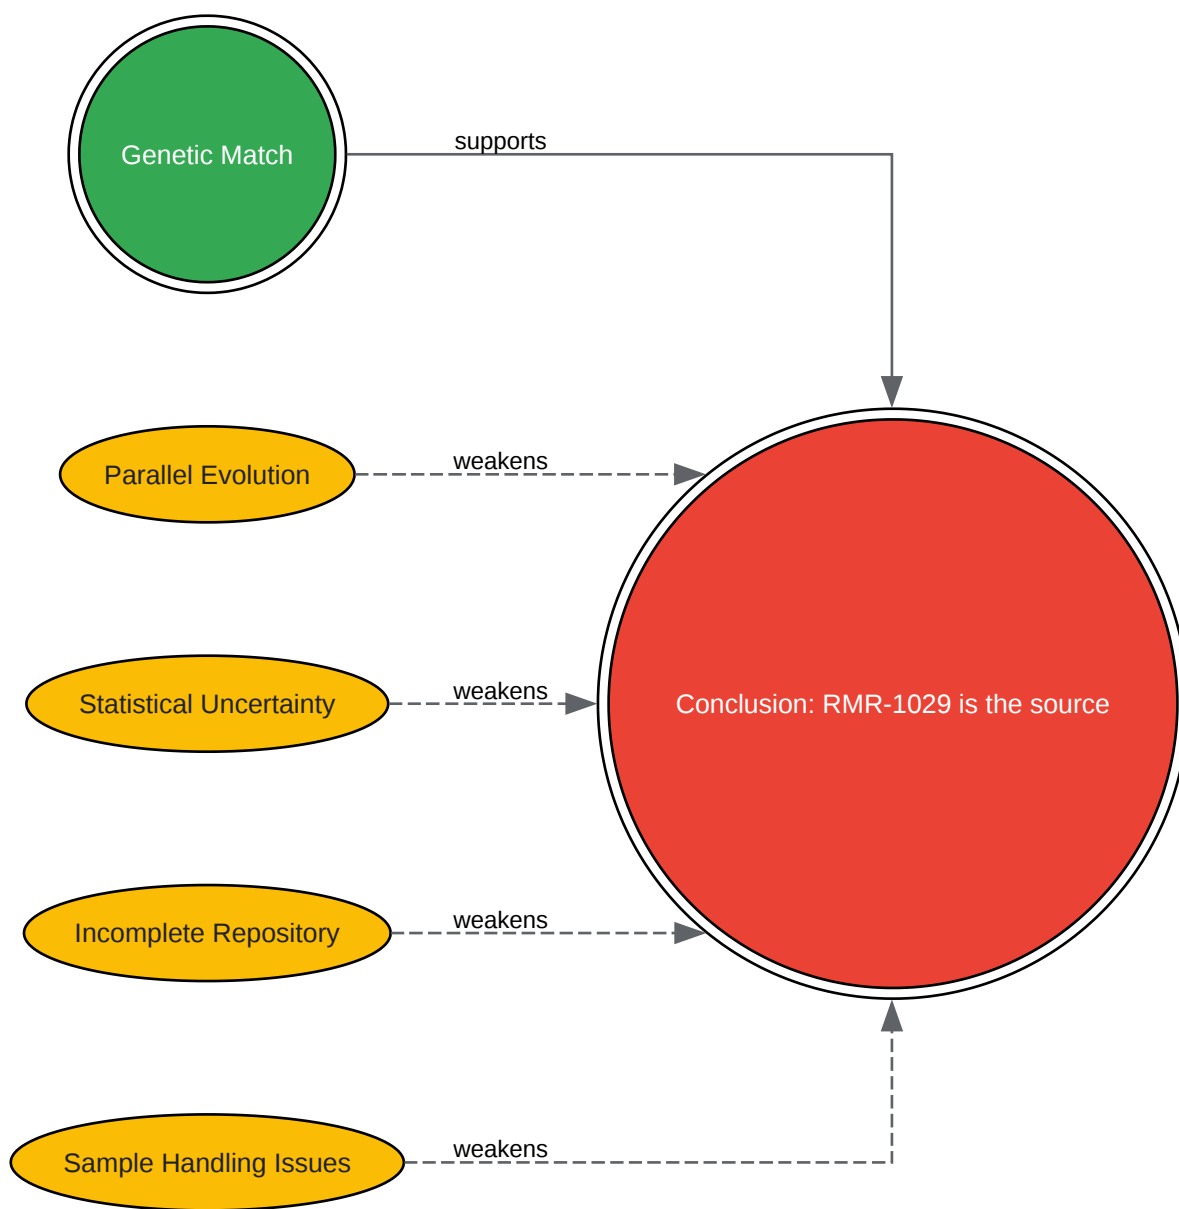 Genetic Match
supports
Parallel Evolution
weakens
Statistical Uncertainty
weakens
Conclusion: RMR-1029 is the source
Incomplete Repository
weakens
Sample Handling Issues
weakens